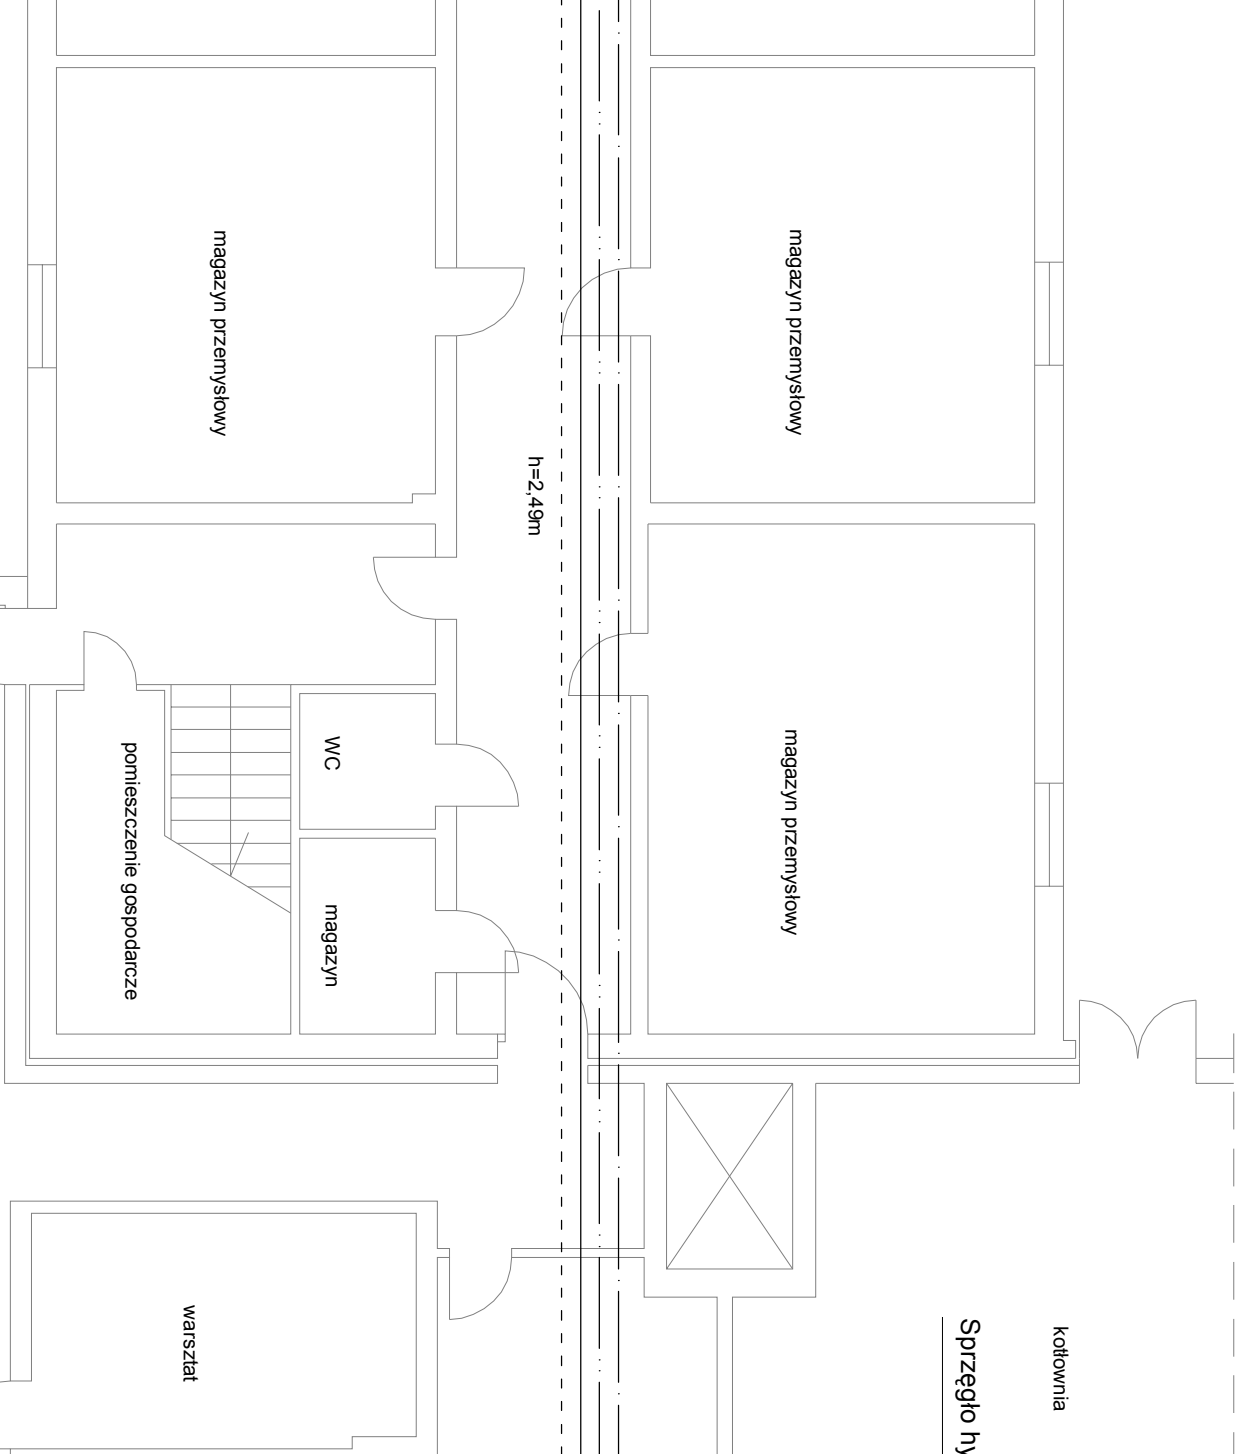 magazyn przemysłowy
magazyn przemysłowy
h=2,49m
magazyn przemysłowy
WC
pomieszczenie gospodarcze
magazyn
warsztat
kotłownia
Sprzęgło hy